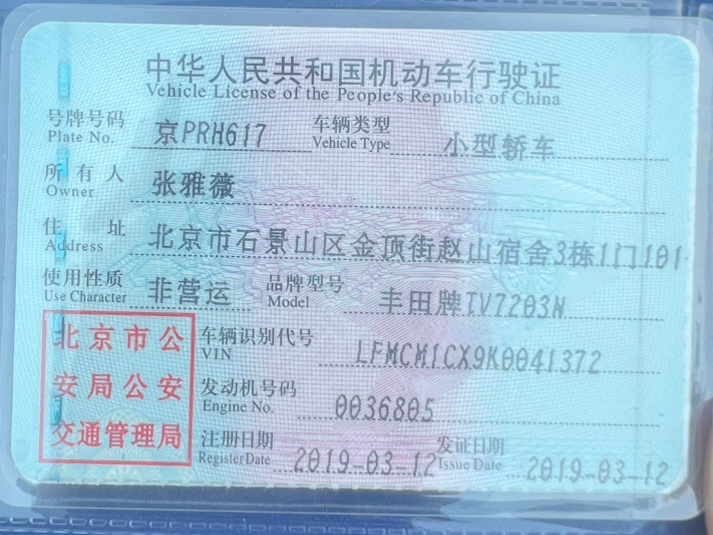 中华人民共和国机动车行驶证
Vehicle License of the People's Republic of China
号牌号码 京PRH617 车辆类型 小型轿车
Plate No. Vehicle Type
所有人 张雅薇
Owner
住址 北京市石景山区金顶街赵山宿舍3栋1门101
Address
使用性质 非营运 品牌型号 丰田牌TV7203N
Use Character Model
北京市公安局公安交通管理局
车辆识别代号 LFMCM1CX9K0041372
VIN
发动机号码 0036805
Engine No.
注册日期 2019-03-12 发证日期 2019-03-12
Register Date Issue Date